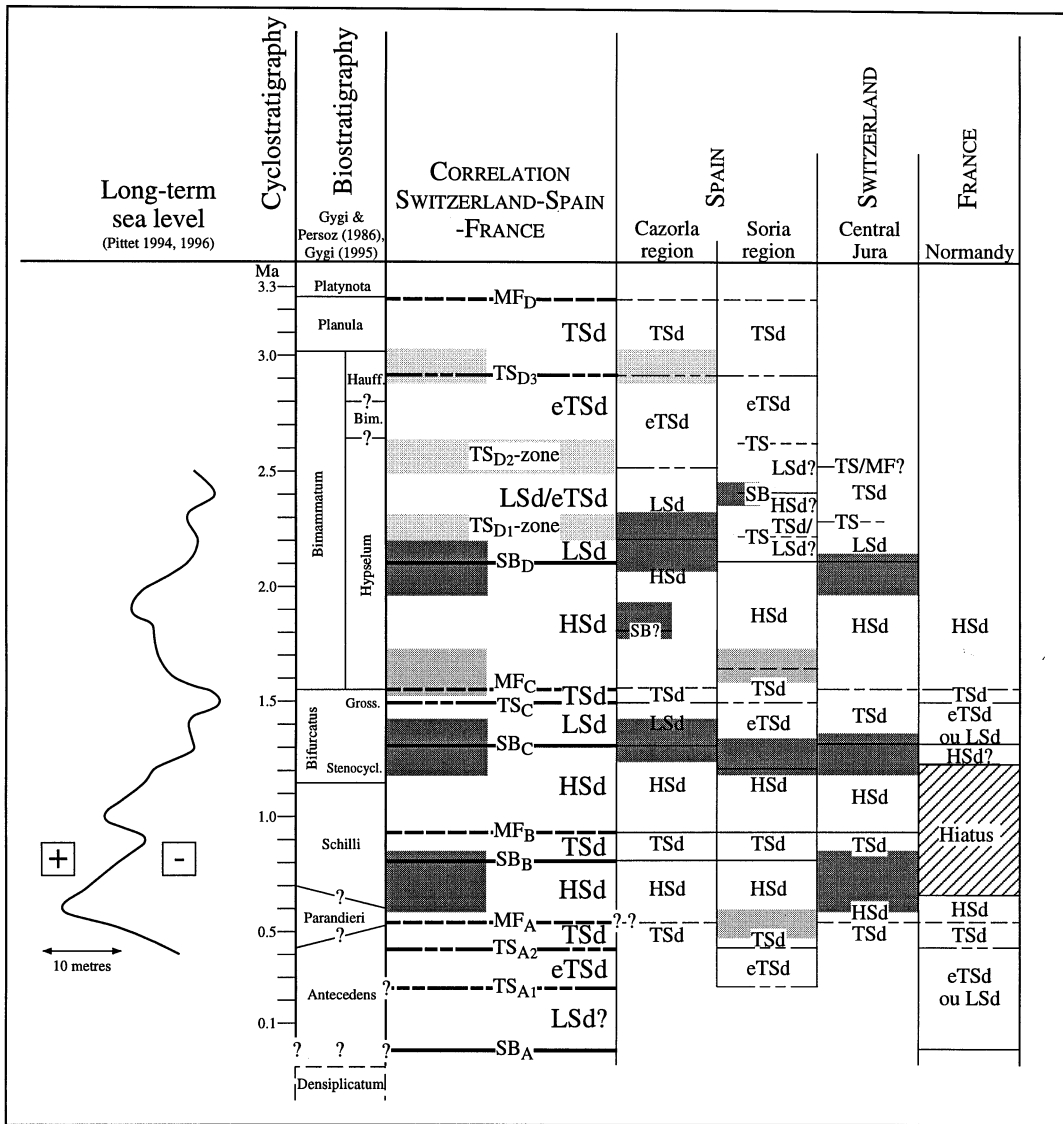 Long-term
sea level
(Pittet 1994, 1996)
Cyclostratigraphy
Biostratigraphy
Gygi &
Persoz (1986),
Gygi (1995)
CORRELATION
SWITZERLAND-SPAIN
-FRANCE
SPAIN
Cazorla
region
Soria
region
SWITZERLAND
Central
Jura
FRANCE
Normandy
Ma
3.3
3.0
2.5
2.0
1.5
1.0
0.5
0.1
+
-
10 metres
Platynota
Planula
Bimammatum
Hauff.
?
Bim.
?
Hypselum
Bifurcatus
Gross.
Stenocycl.
Schilli
?
Parandieri
?
Antecedens
?
? ? ?
Densiplicatum
MFD
TSd
TSD3
eTSd
TSD2-zone
LSd/eTSd
TSD1-zone
LSd
SBD
HSd
MFC
TSd
TSC
LSd
SBC
HSd
MFB
TSd
SBB
HSd
MFA
TSd
TSA2
eTSd
TSA1
LSd?
SBA
TSd
eTSd
LSd
HSd
SB?
TSd
LSd
HSd
TSd
HSd
?-?
TSd
TSd
eTSd
TS
LSd?
SB
HSd?
TSd/
TS
LSd?
HSd
TSd
eTSd
HSd
TSd
HSd
TSd
eTSd
TS/MF?
TSd
TS
LSd
HSd
TSd
HSd
TSd
HSd
TSd
HSd
TSd
eTSd
ou LSd
HSd?
Hiatus
HSd
TSd
eTSd
ou LSd